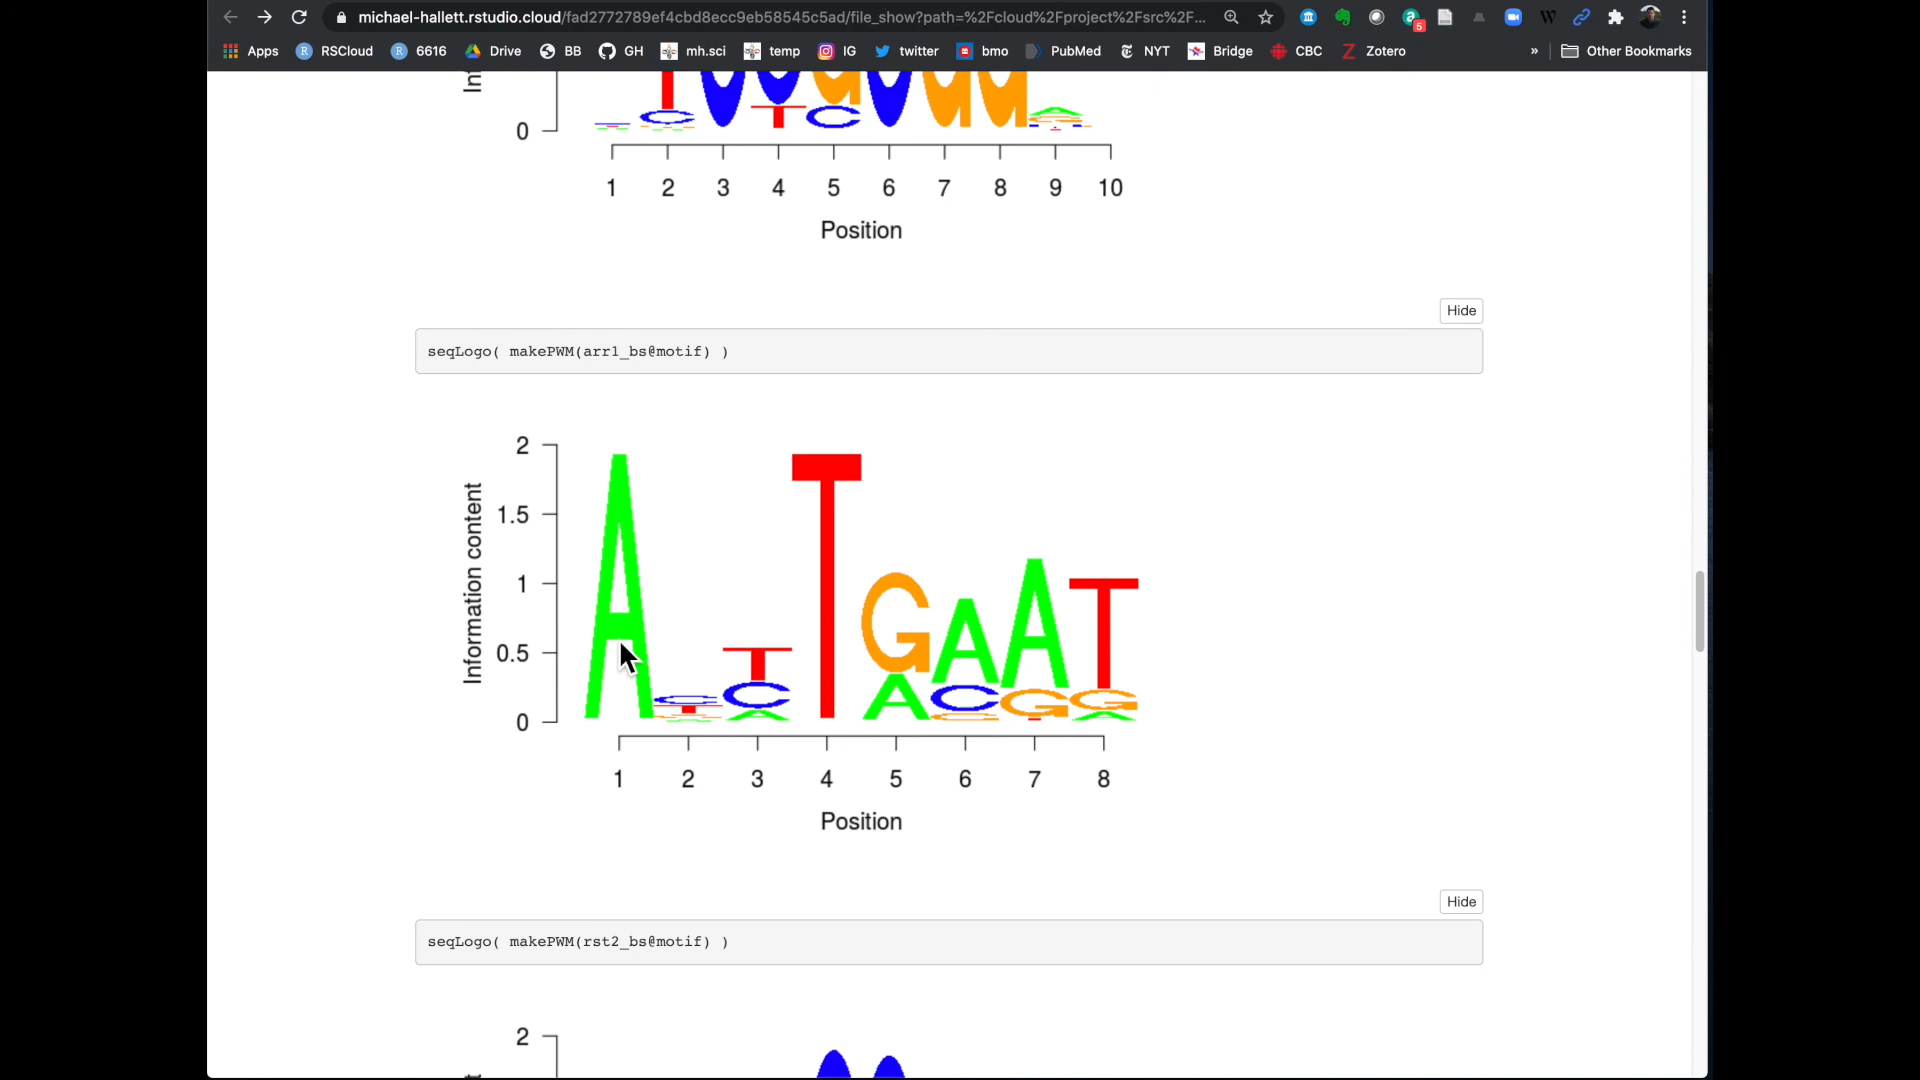 michael-hallett.rstudio.cloud/fad2772789ef4cbd8ecc9eb58545c5ad/file_show?path=%2Fcloud%2Fproject%2Fsrc%2F...
5
Apps RSCloud 6616 Drive BB GH mh.sci temp IG twitter bmo PubMed NYT Bridge CBC Zotero » Other Bookmarks
0
1 2 3 4 5 6 7 8 9 10
Position
Hide
seqLogo( makePWM(arr1_bs@motif) )
Information content
2
1.5
1
0.5
0
A C T T G A A T
T C A C G G
A G A
1 2 3 4 5 6 7 8
Position
Hide
seqLogo( makePWM(rst2_bs@motif) )
2